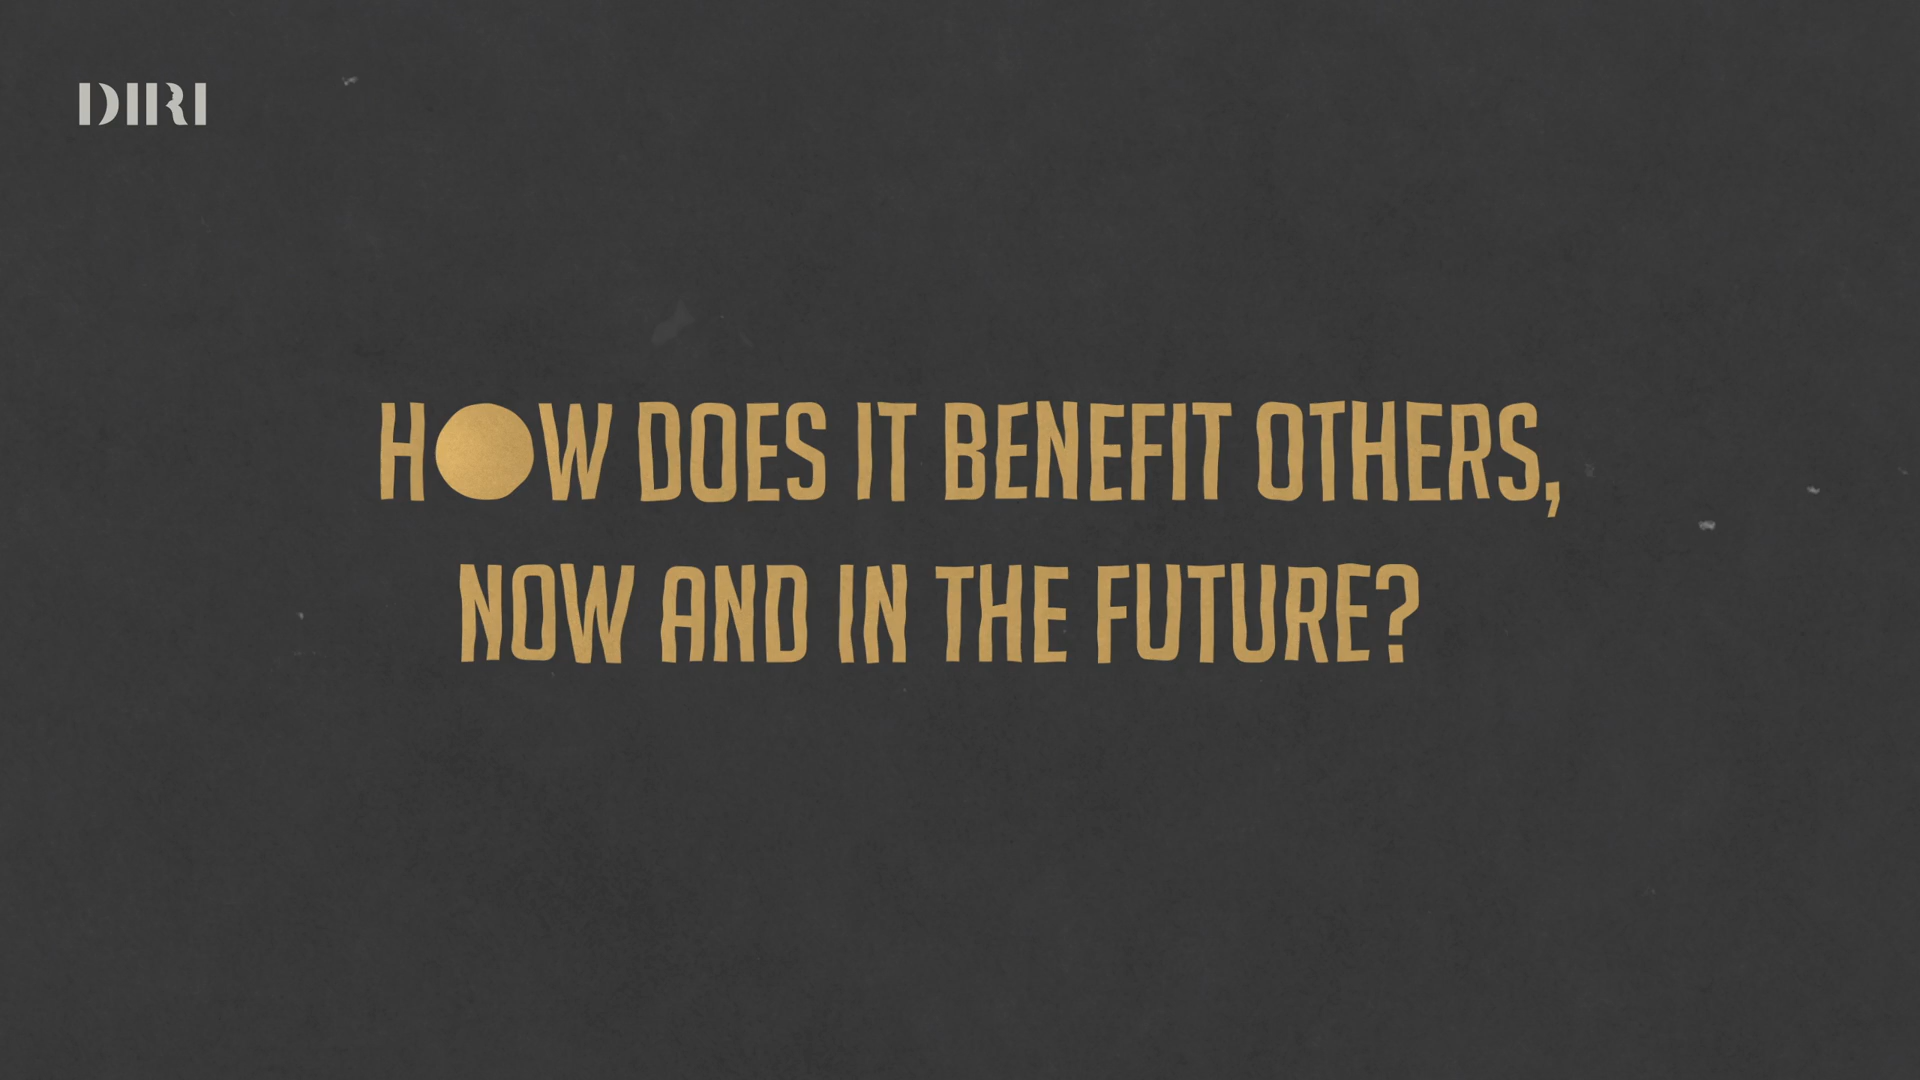 DIRI
HOW DOES IT BENEFIT OTHERS,
NOW AND IN THE FUTURE?